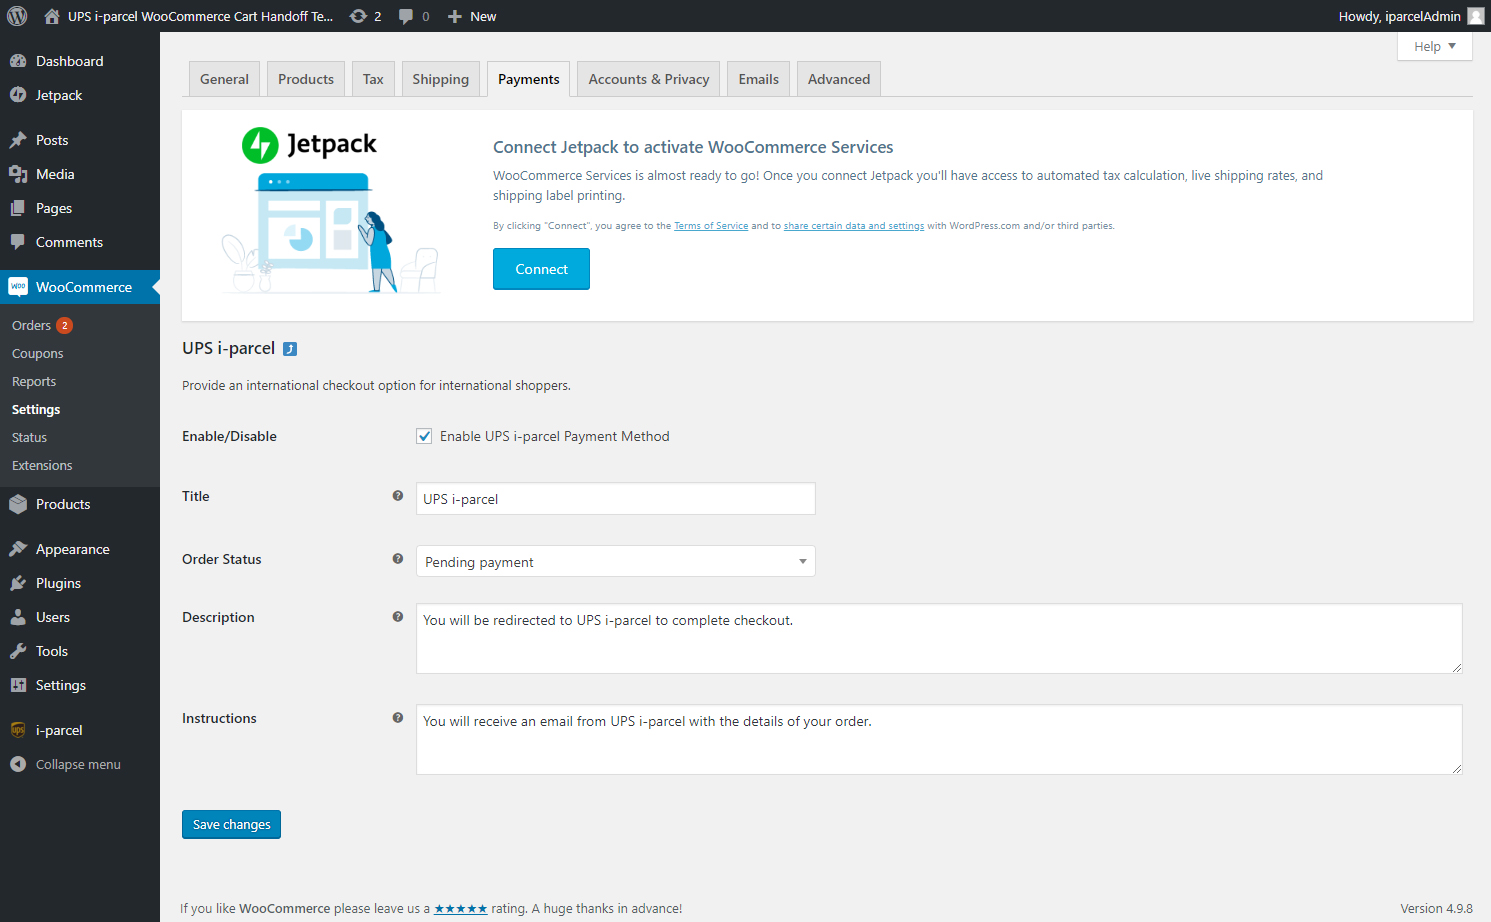 UPS i-parcel WooCommerce Cart Handoff Te... 2 0 New Howdy, iparcelAdmin
Help
Dashboard
Jetpack
Posts
Media
Pages
Comments
woo WooCommerce
Orders 2
Coupons
Reports
Settings
Status
Extensions
Products
Appearance
Plugins
Users
Tools
Settings
ups i-parcel
Collapse menu
General Products Tax Shipping Payments Accounts & Privacy Emails Advanced
Jetpack
Connect Jetpack to activate WooCommerce Services
WooCommerce Services is almost ready to go! Once you connect Jetpack you'll have access to automated tax calculation, live shipping rates, and
shipping label printing.
By clicking "Connect", you agree to the Terms of Service and to share certain data and settings with WordPress.com and/or third parties.
Connect
UPS i-parcel
Provide an international checkout option for international shoppers.
Enable/Disable Enable UPS i-parcel Payment Method
Title UPS i-parcel
Order Status Pending payment
Description You will be redirected to UPS i-parcel to complete checkout.
Instructions You will receive an email from UPS i-parcel with the details of your order.
Save changes
If you like WooCommerce please leave us a ★★★★★ rating. A huge thanks in advance! Version 4.9.8